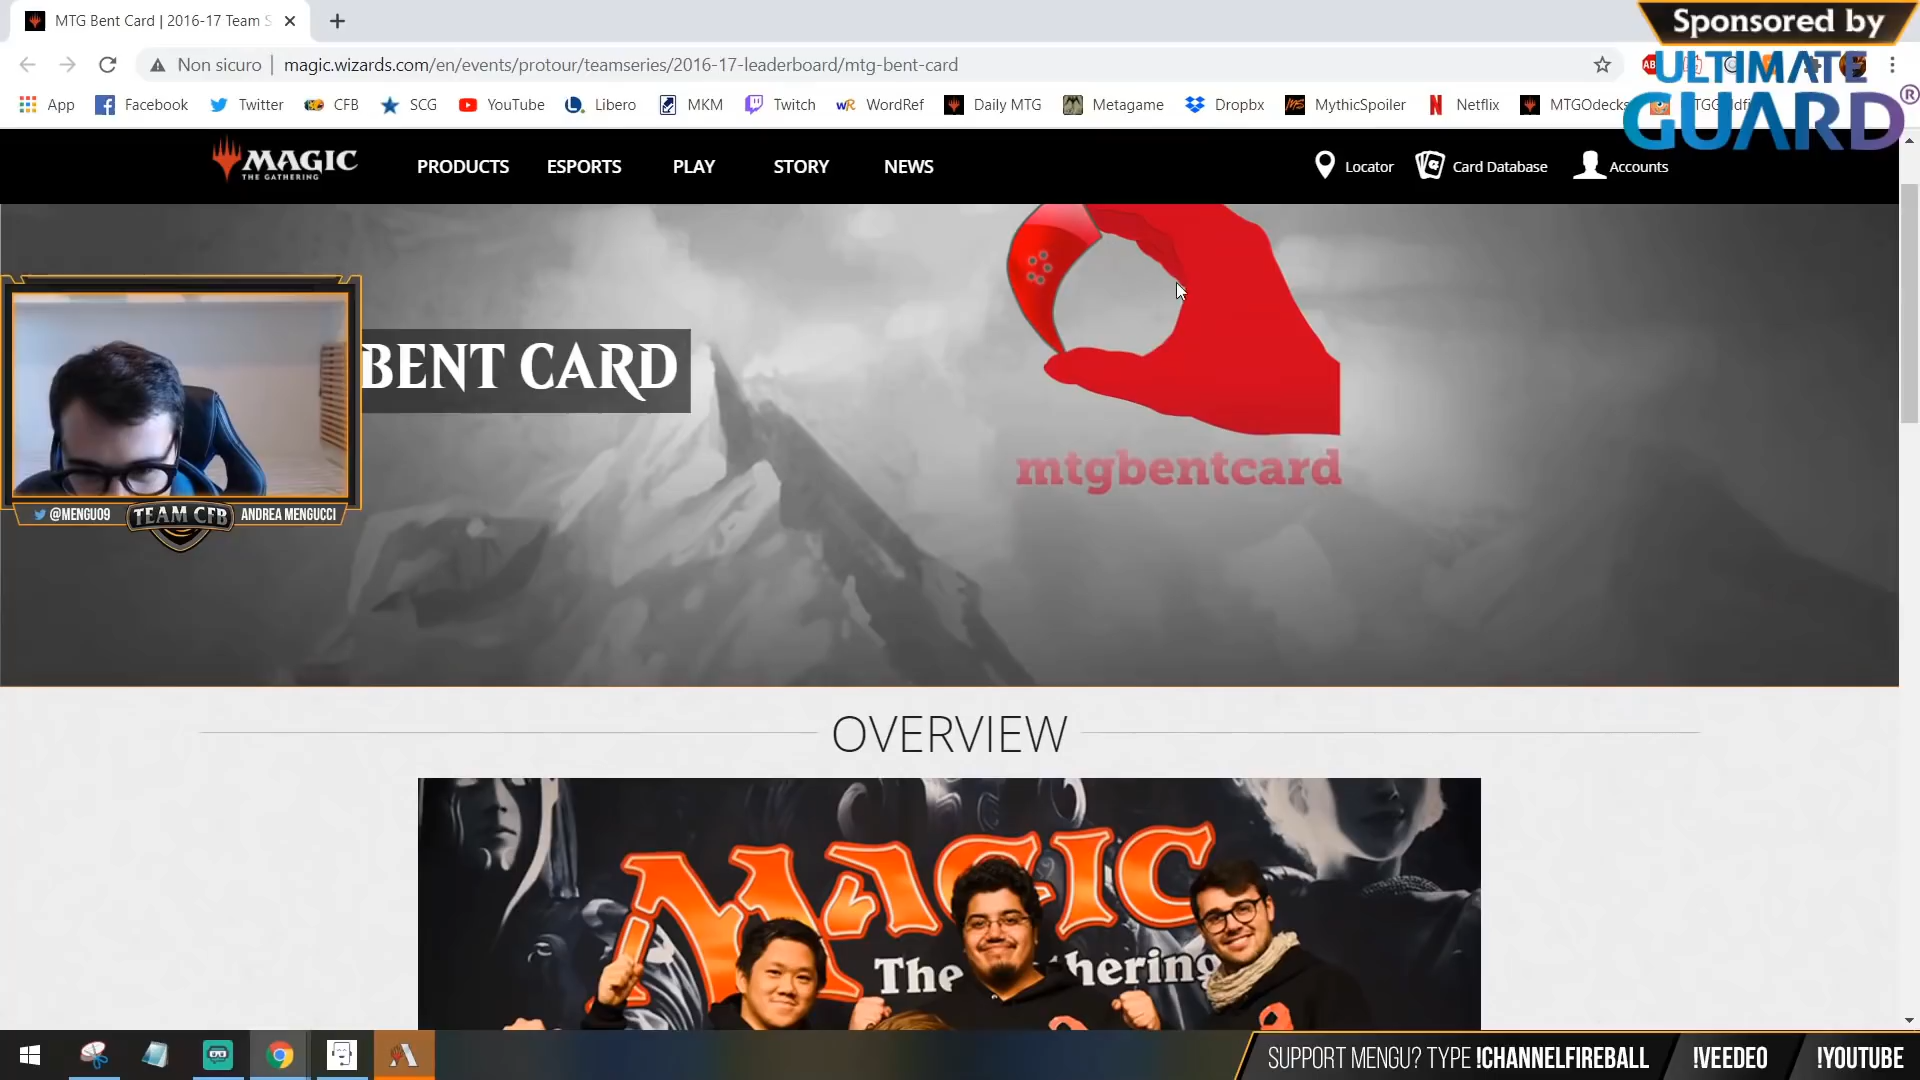 MTG Bent Card | 2016-17 Team S
Sponsored by
ULTIMATE
GUARD®
Non sicuro
magic.wizards.com/en/events/protour/teamseries/2016-17-leaderboard/mtg-bent-card
App Facebook Twitter CFB SCG YouTube Libero MKM Twitch WordRef Daily MTG Metagame Dropbx MythicSpoiler Netflix MTGOdecks
MAGIC
THE GATHERING
PRODUCTS ESPORTS PLAY STORY NEWS Locator Card Database Accounts
BENT CARD
mtgbentcard
@MENGU09 TEAM CFB ANDREA MENGUCCI
OVERVIEW
MAGIC
The hering
SUPPORT MENGU? TYPE !CHANNELFIREBALL !VEEDEO !YOUTUBE